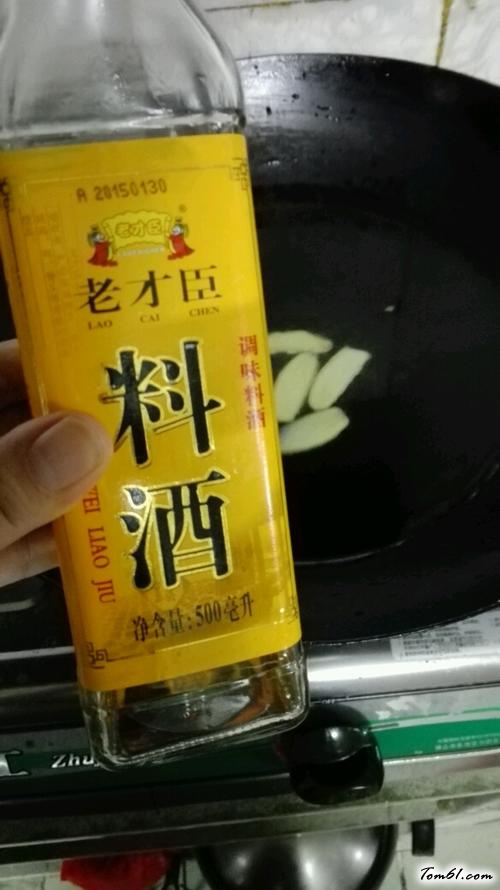 A 20150130
老才臣
®
老才臣
LAO CAI CHEN
调味料酒
料酒
WEI LIAO JIU
净含量:500毫升
Zhu
Tom61.com